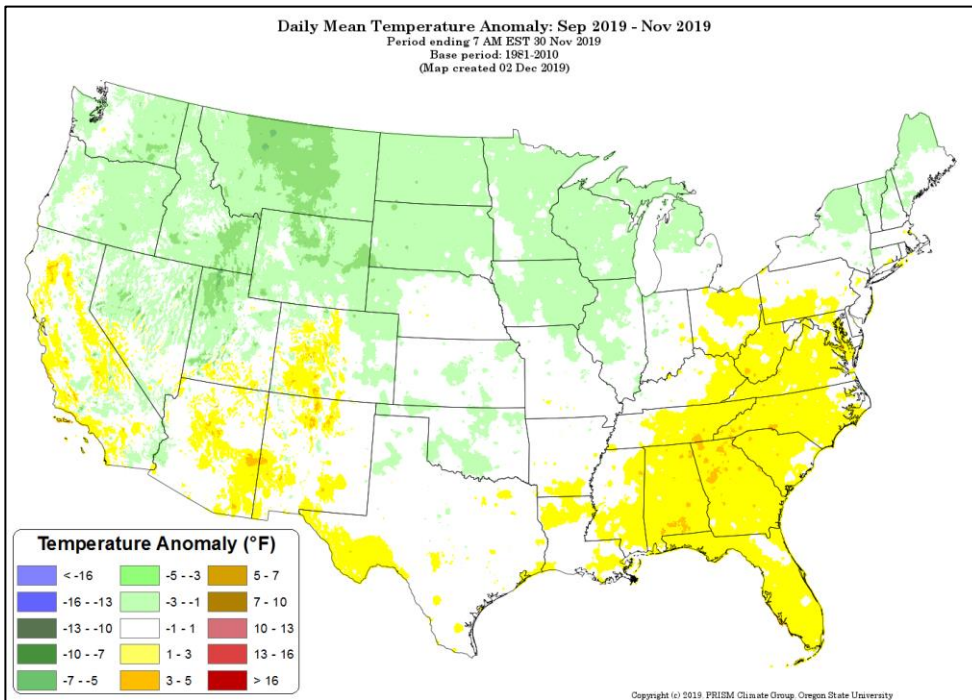 Daily Mean Temperature Anomaly: Sep 2019 - Nov 2019
Period ending 7 AM EST 30 Nov 2019
Base period: 1981-2010
(Map created 02 Dec 2019)
Temperature Anomaly (°F)
< -16
-16 - -13
-13 - -10
-10 - -7
-7 - -5
-5 - -3
-3 - -1
-1 - 1
1 - 3
3 - 5
5 - 7
7 - 10
10 - 13
13 - 16
> 16
Copyright (c) 2019. PRISM Climate Group. Oregon State University